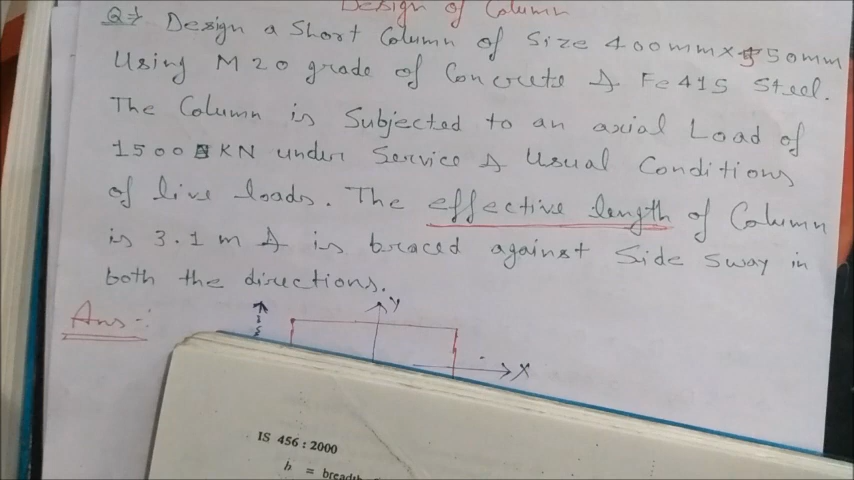 Design of Column
Q⇒ Design a Short Column of Size 400mm×550mm
Using M20 grade of Concrete & Fe415 Steel.
The Column is Subjected to an axial Load of
1500 KN under Service & Usual Conditions
of live loads. The effective length of Column
is 3.1 m & is braced against Side Sway in
both the directions.
Ans :-
Y
X
IS 456 : 2000
b =